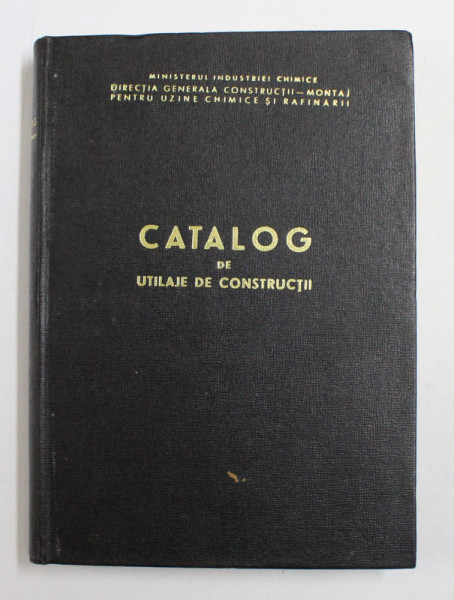 MINISTERUL INDUSTRIEI CHIMICE
DIRECȚIA GENERALA CONSTRUCȚII—MONTAJ
PENTRU UZINE CHIMICE ȘI RAFINĂRII
CATALOG
DE
UTILAJE DE CONSTRUCȚII